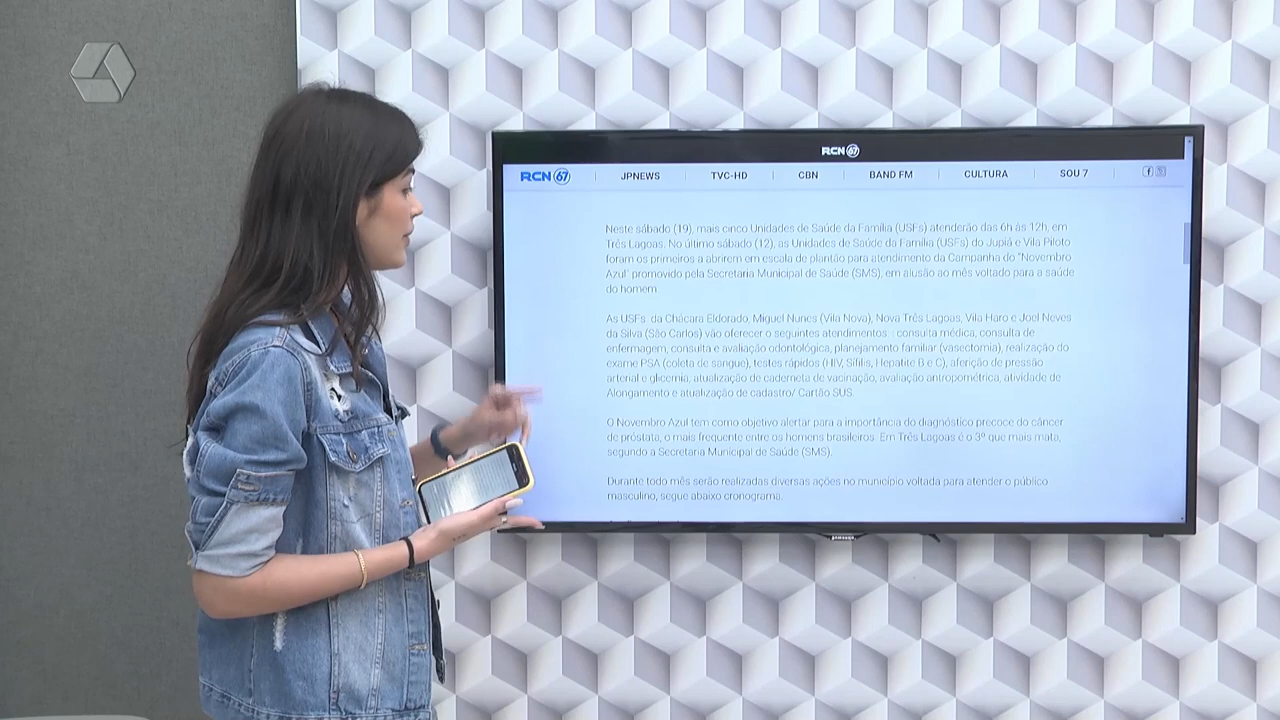 RCN 67
RCN 67 JPNEWS TVC-HD CBN BAND FM CULTURA SOU 7
Neste sábado (19), mais cinco Unidades de Saúde da Família (USFs) atenderão das 6h às 12h, em
Três Lagoas. No último sábado (12), as Unidades de Saúde da Família (USFs) do Jupiá e Vila Piloto
foram os primeiros a abrirem em escala de plantão para atendimento da Campanha do "Novembro
Azul" promovido pela Secretaria Municipal de Saúde (SMS), em alusão ao mês voltado para a saúde
do homem.
As USFs da Chácara Eldorado, Miguel Nunes (Vila Nova), Nova Três Lagoas, Vila Haro e Joel Neves
da Silva (São Carlos) vão oferecer o seguintes atendimentos: : consulta médica, consulta de
enfermagem, consulta e avaliação odontológica, planejamento familiar (vasectomia), realização do
exame PSA (coleta de sangue), testes rápidos (HIV, Sífilis, Hepatite B e C), aferição de pressão
arterial e glicemia, atualização de caderneta de vacinação, avaliação antropométrica, atividade de
Alongamento e atualização de cadastro/ Cartão SUS.
O Novembro Azul tem como objetivo alertar para a importância do diagnóstico precoce do câncer
de próstata, o mais frequente entre os homens brasileiros. Em Três Lagoas é o 3º que mais mata,
segundo a Secretaria Municipal de Saúde (SMS).
Durante todo mês serão realizadas diversas ações no município voltada para atender o público
masculino, segue abaixo cronograma.
SAMSUNG